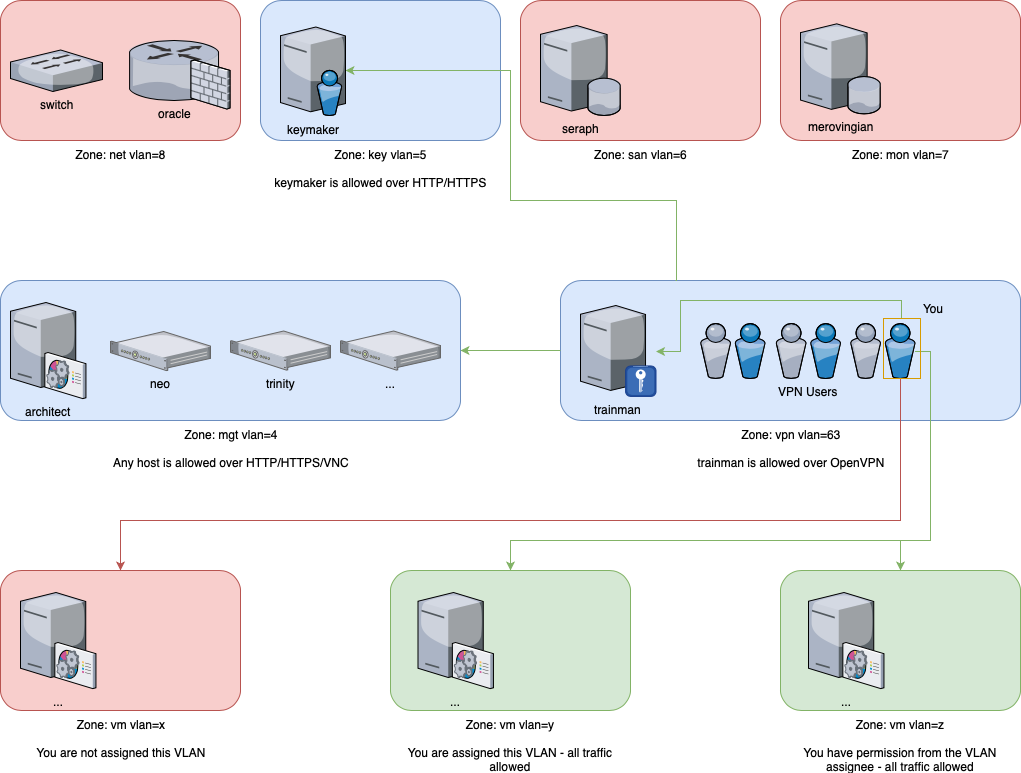 switch
oracle
keymaker
seraph
merovingian
Zone: net vlan=8
Zone: key vlan=5
Zone: san vlan=6
Zone: mon vlan=7
keymaker is allowed over HTTP/HTTPS
You
neo
trinity
...
VPN Users
architect
trainman
Zone: mgt vlan=4
Zone: vpn vlan=63
Any host is allowed over HTTP/HTTPS/VNC
trainman is allowed over OpenVPN
...
...
...
Zone: vm vlan=x
Zone: vm vlan=y
Zone: vm vlan=z
You are not assigned this VLAN
You are assigned this VLAN - all traffic
allowed
You have permission from the VLAN
assignee - all traffic allowed